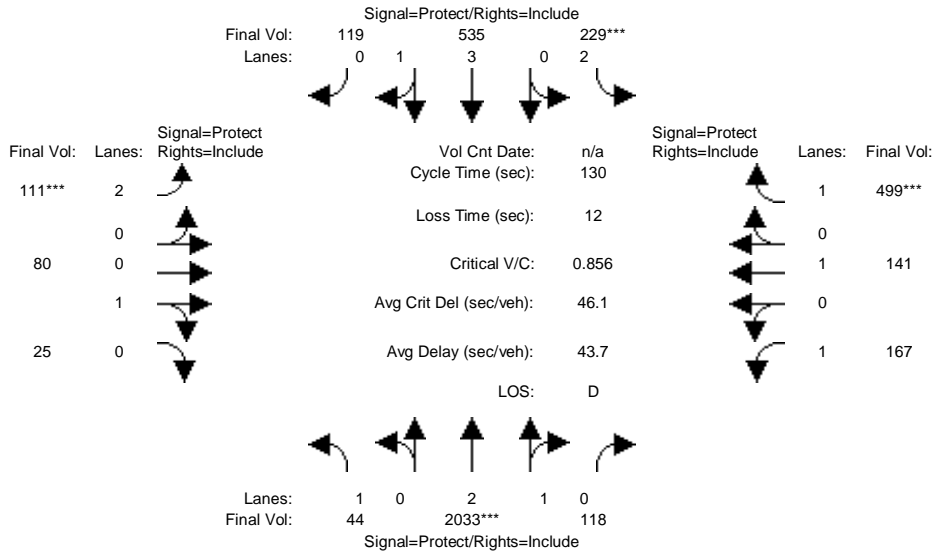 Signal=Protect/Rights=Include
Final Vol: 119 535 229***
Lanes: 0 1 3 0 2
Signal=Protect
Final Vol: Lanes: Rights=Include
Vol Cnt Date: n/a
Signal=Protect
Rights=Include Lanes: Final Vol:
Cycle Time (sec): 130
111*** 2
1 499***
Loss Time (sec): 12
0
0
80 0
Critical V/C: 0.856
1 141
1
Avg Crit Del (sec/veh): 46.1
0
25 0
Avg Delay (sec/veh): 43.7
1 167
LOS: D
Lanes: 1 0 2 1 0
Final Vol: 44 2033*** 118
Signal=Protect/Rights=Include